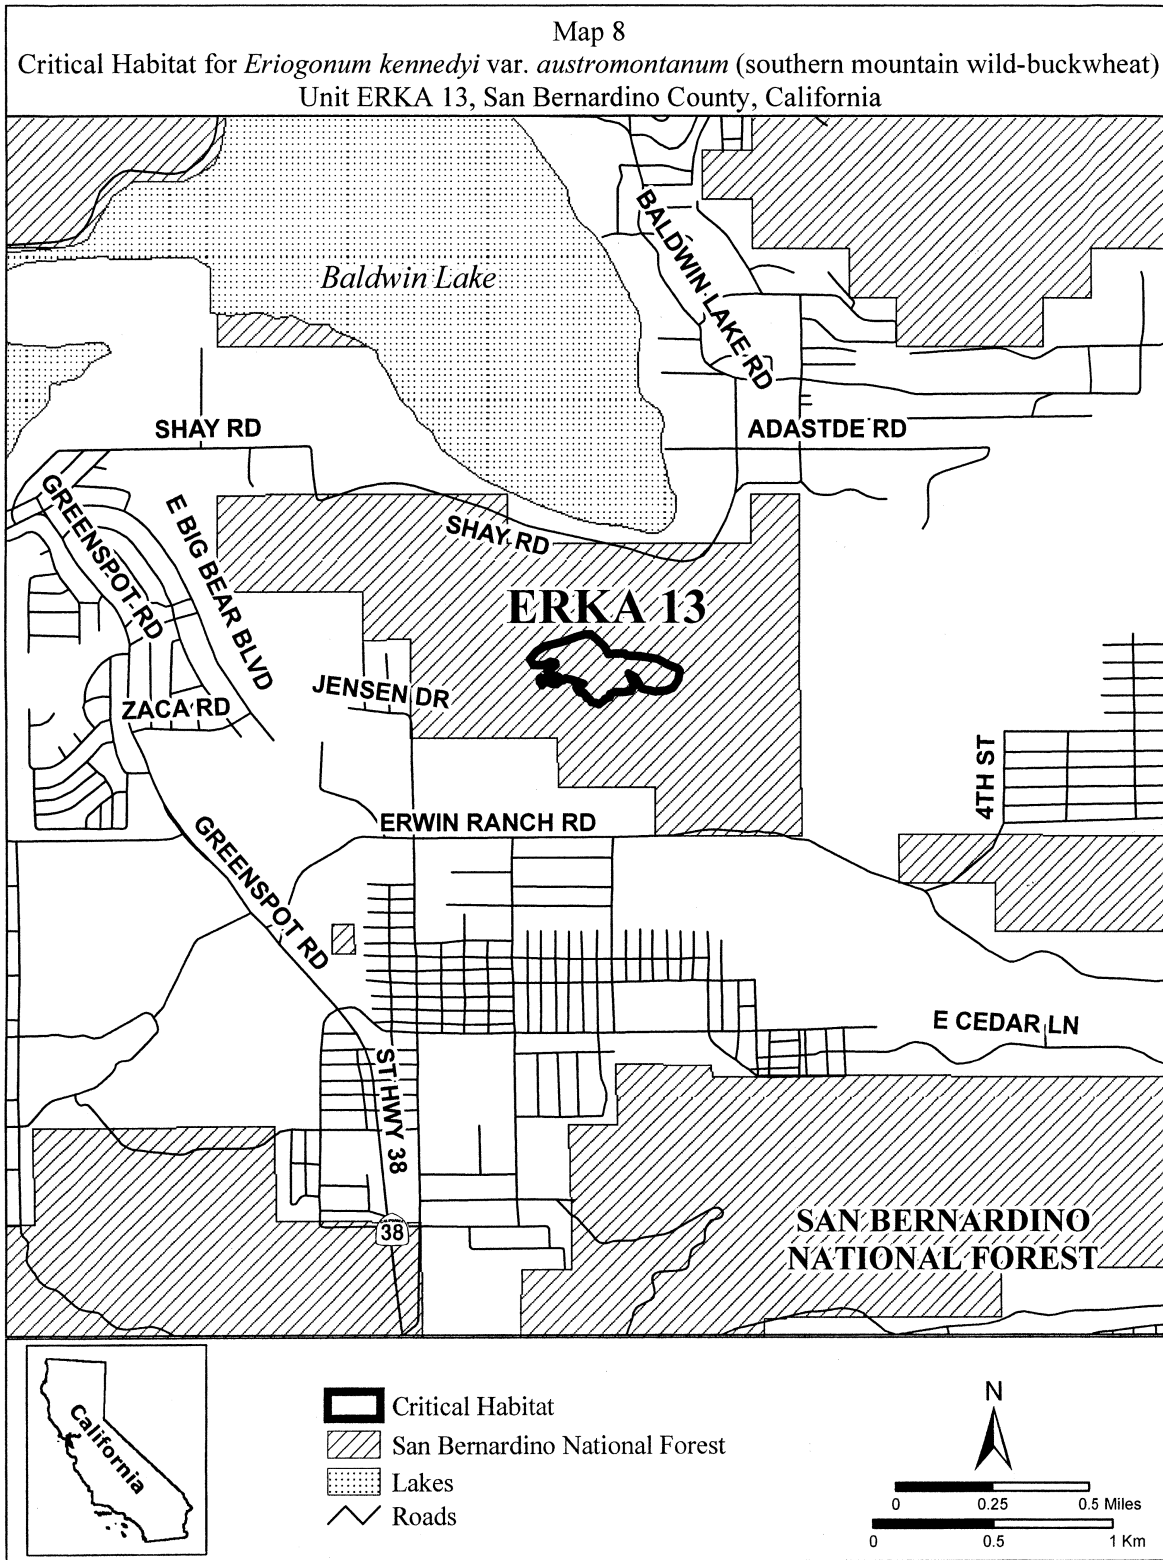 Map 8
Critical Habitat for Eriogonum kennedyi var. austromontanum (southern mountain wild-buckwheat)
Unit ERKA 13, San Bernardino County, California
BALDWIN LAKE RD
Baldwin Lake
SHAY RD
ADASTDE RD
GREENSPOT RD
E BIG BEAR BLVD
SHAY RD
ERKA 13
JENSEN DR
ZACA RD
4TH ST
ERWIN RANCH RD
GREENSPOT RD
E CEDAR LN
ST HWY 38
38
SAN BERNARDINO
NATIONAL FOREST
California
Critical Habitat
San Bernardino National Forest
Lakes
Roads
N
0 0.25 0.5 Miles
0 0.5 1 Km